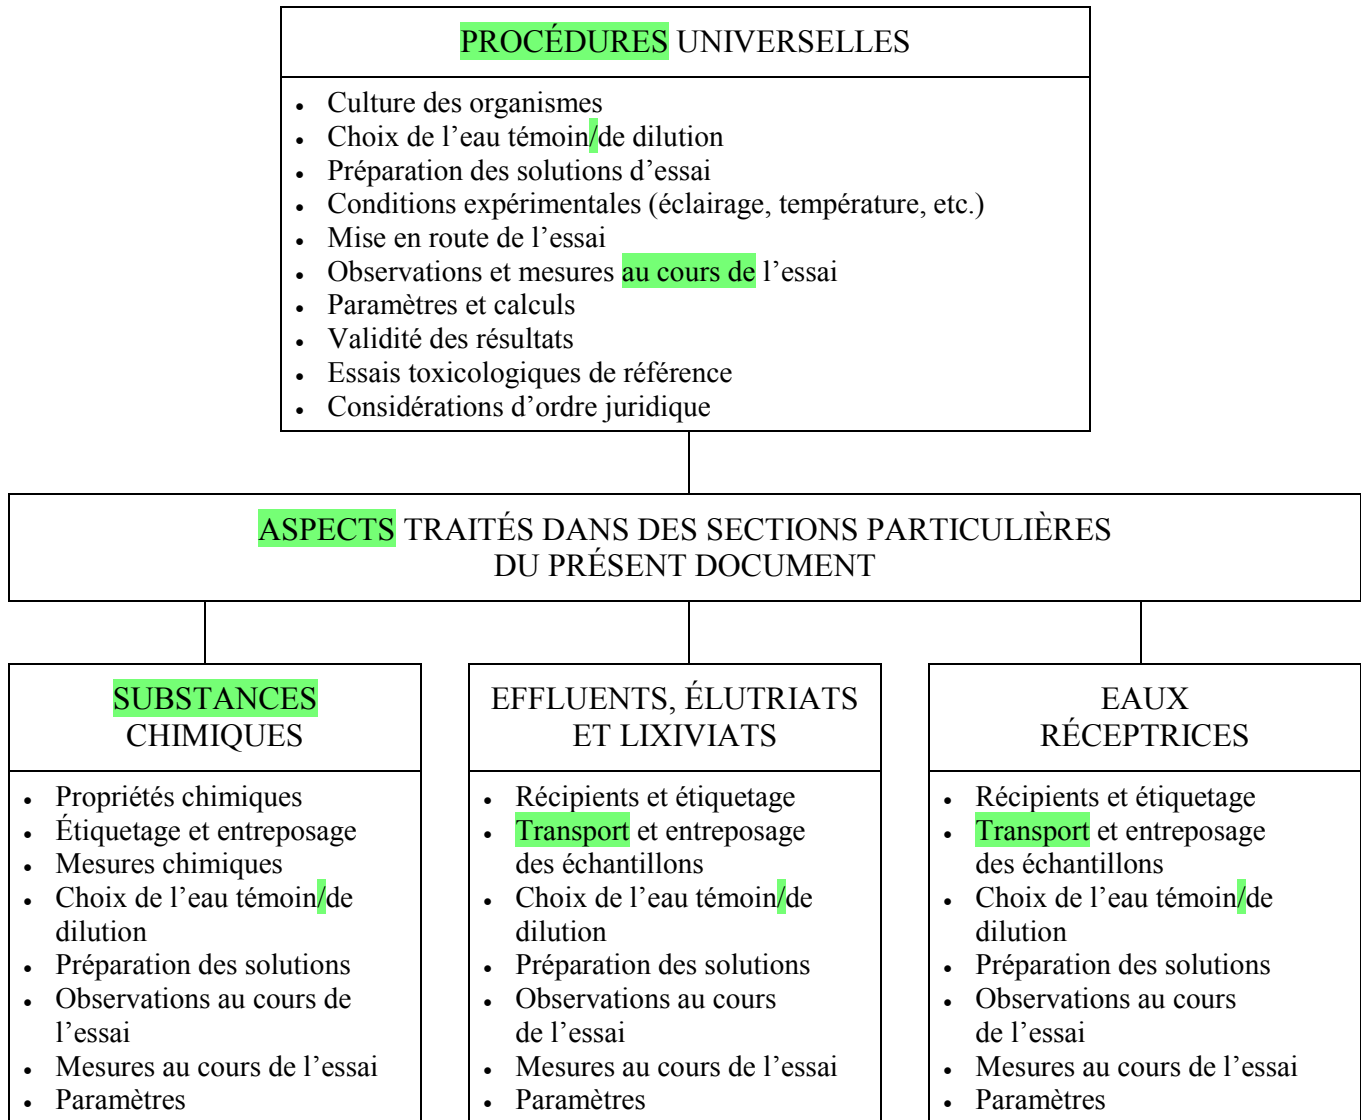 PROCÉDURES UNIVERSELLES
• Culture des organismes
• Choix de l’eau témoin/de dilution
• Préparation des solutions d’essai
• Conditions expérimentales (éclairage, température, etc.)
• Mise en route de l’essai
• Observations et mesures au cours de l’essai
• Paramètres et calculs
• Validité des résultats
• Essais toxicologiques de référence
• Considérations d’ordre juridique
ASPECTS TRAITÉS DANS DES SECTIONS PARTICULIÈRES
DU PRÉSENT DOCUMENT
SUBSTANCES
CHIMIQUES
• Propriétés chimiques
• Étiquetage et entreposage
• Mesures chimiques
• Choix de l’eau témoin/de
dilution
• Préparation des solutions
• Observations au cours de
l’essai
• Mesures au cours de l’essai
• Paramètres
EFFLUENTS, ÉLUTRIATS
ET LIXIVIATS
• Récipients et étiquetage
• Transport et entreposage
des échantillons
• Choix de l’eau témoin/de
dilution
• Préparation des solutions
• Observations au cours
de l’essai
• Mesures au cours de l’essai
• Paramètres
EAUX
RÉCEPTRICES
• Récipients et étiquetage
• Transport et entreposage
des échantillons
• Choix de l’eau témoin/de
dilution
• Préparation des solutions
• Observations au cours
de l’essai
• Mesures au cours de l’essai
• Paramètres